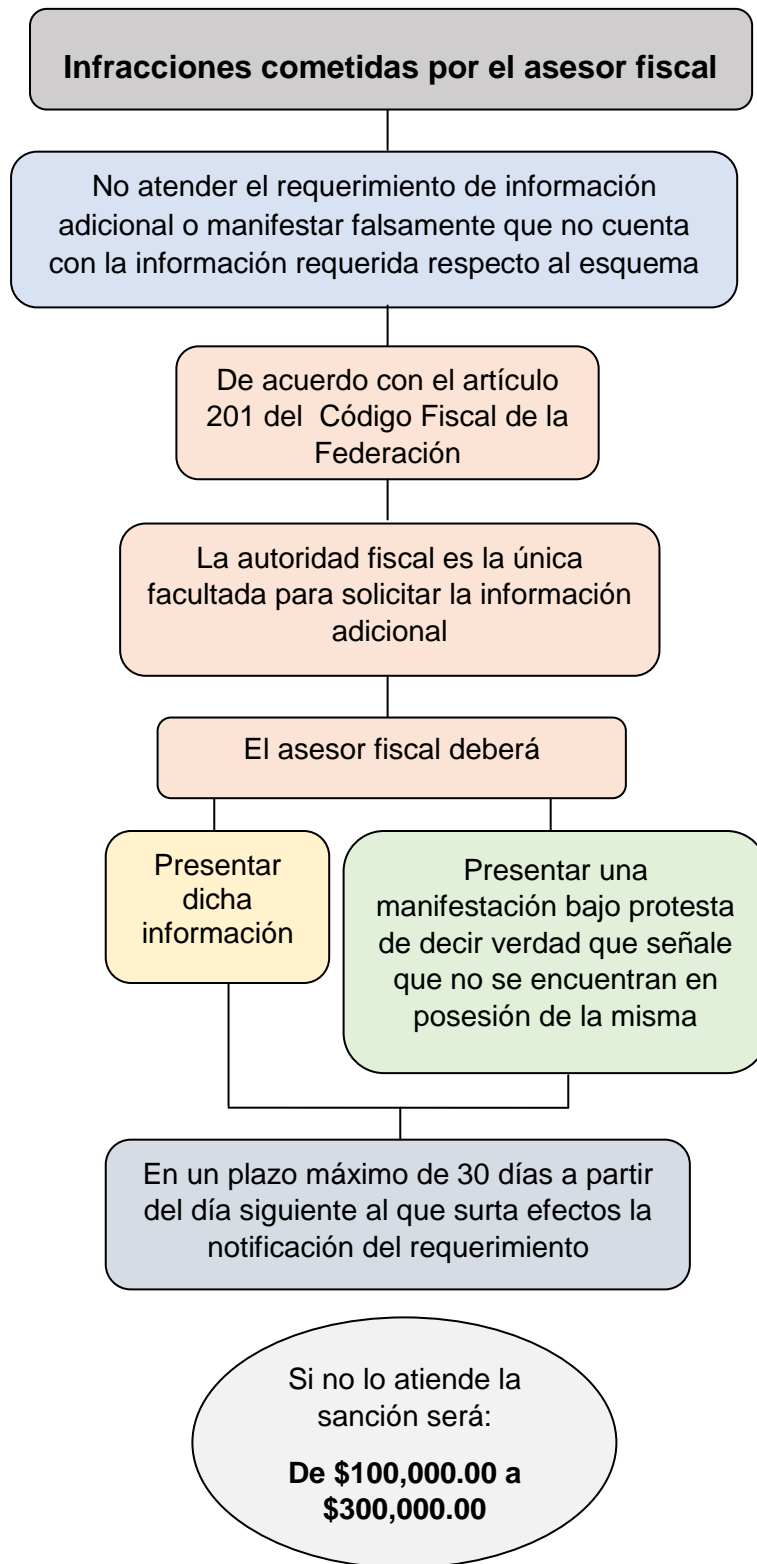 Infracciones cometidas por el asesor fiscal
No atender el requerimiento de información
adicional o manifestar falsamente que no cuenta
con la información requerida respecto al esquema
De acuerdo con el artículo
201 del Código Fiscal de la
Federación
La autoridad fiscal es la única
facultada para solicitar la información
adicional
El asesor fiscal deberá
Presentar
dicha
información
Presentar una
manifestación bajo protesta
de decir verdad que señale
que no se encuentran en
posesión de la misma
En un plazo máximo de 30 días a partir
del día siguiente al que surta efectos la
notificación del requerimiento
Si no lo atiende la
sanción será:
De $100,000.00 a
$300,000.00